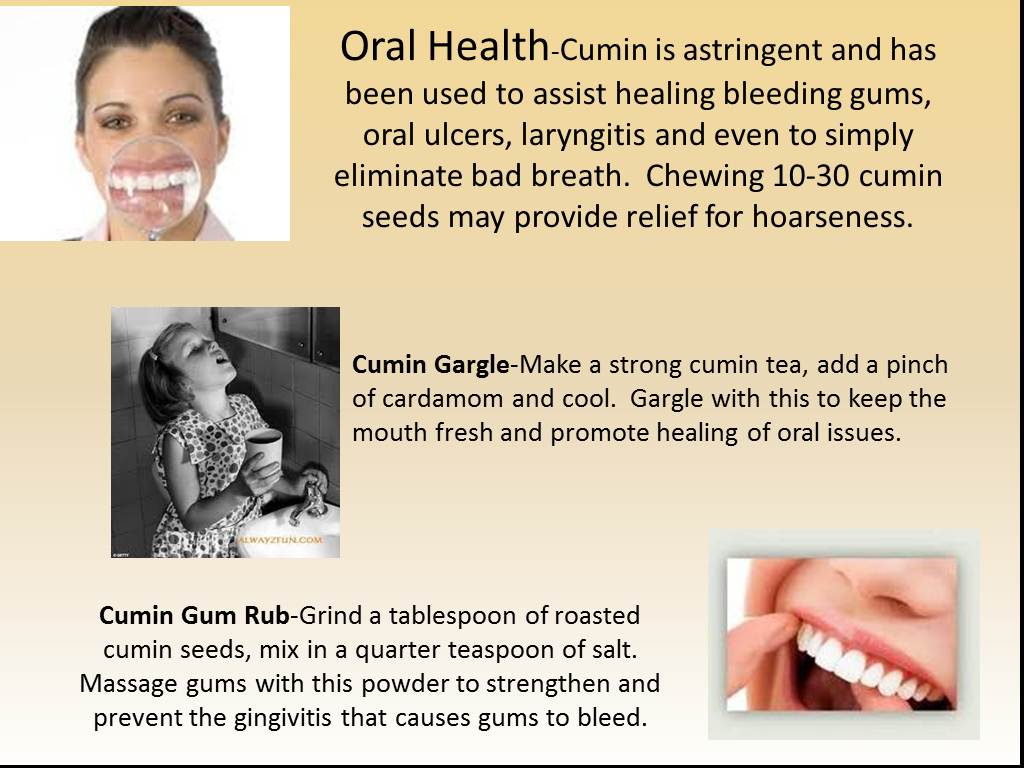 Oral Health-Cumin is astringent and has
been used to assist healing bleeding gums,
oral ulcers, laryngitis and even to simply
eliminate bad breath.  Chewing 10-30 cumin
seeds may provide relief for hoarseness.
Cumin Gargle-Make a strong cumin tea, add a pinch
of cardamom and cool.  Gargle with this to keep the
mouth fresh and promote healing of oral issues.
ALWAYZFUN.COM
Cumin Gum Rub-Grind a tablespoon of roasted
cumin seeds, mix in a quarter teaspoon of salt.
Massage gums with this powder to strengthen and
prevent the gingivitis that causes gums to bleed.